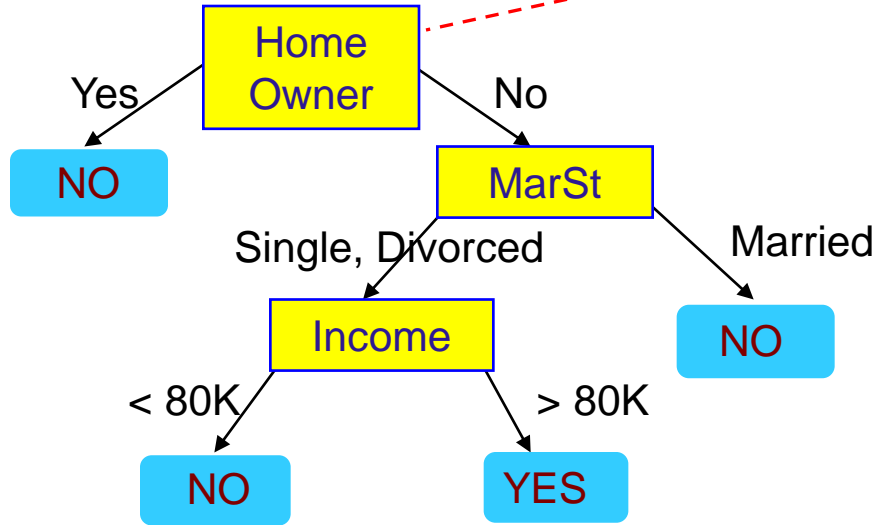 Home
Owner
Yes
No
NO
MarSt
Single, Divorced
Married
Income
NO
< 80K
> 80K
NO
YES